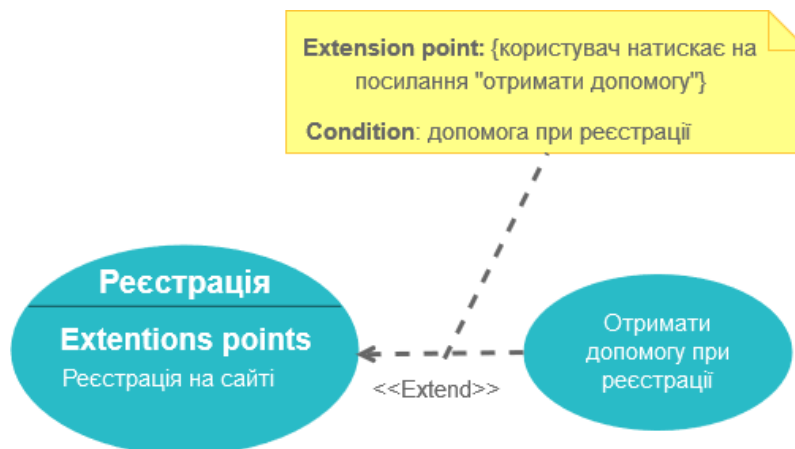 Extension point: {користувач натискає на
посилання "отримати допомогу"}
Condition: допомога при реєстрації
Реєстрація
Extentions points
Реєстрація на сайті
<<Extend>>
Отримати
допомогу при
реєстрації